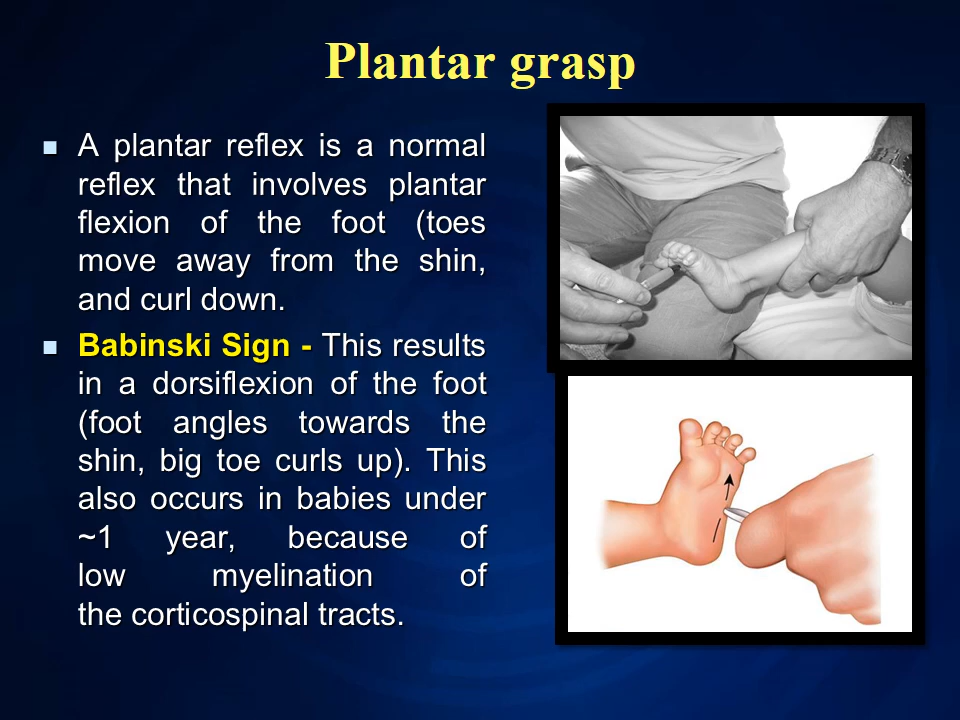 Plantar grasp
A plantar reflex is a normal
reflex that involves plantar
flexion of the foot (toes
move away from the shin,
and curl down.
Babinski Sign - This results
in a dorsiflexion of the foot
(foot angles towards the
shin, big toe curls up). This
also occurs in babies under
~1 year, because of
low myelination of
the corticospinal tracts.